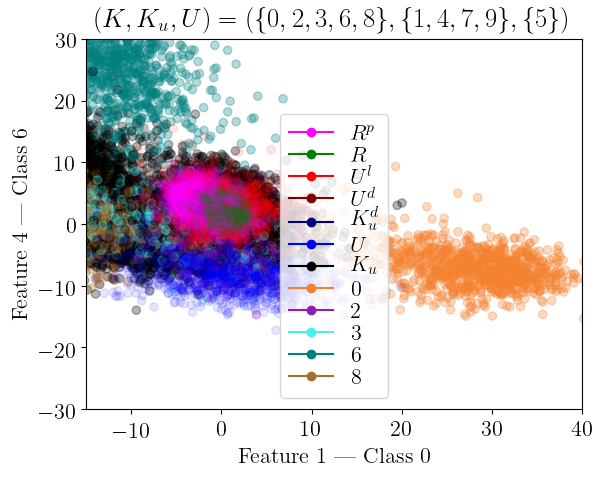 (K, K_u, U) = ({0, 2, 3, 6, 8}, {1, 4, 7, 9}, {5})
30
20
10
0
−10
−20
−30
Feature 4 — Class 6
R^p
R
U^l
U^d
K_u^d
U
K_u
0
2
3
6
8
−10
0
10
20
30
40
Feature 1 — Class 0